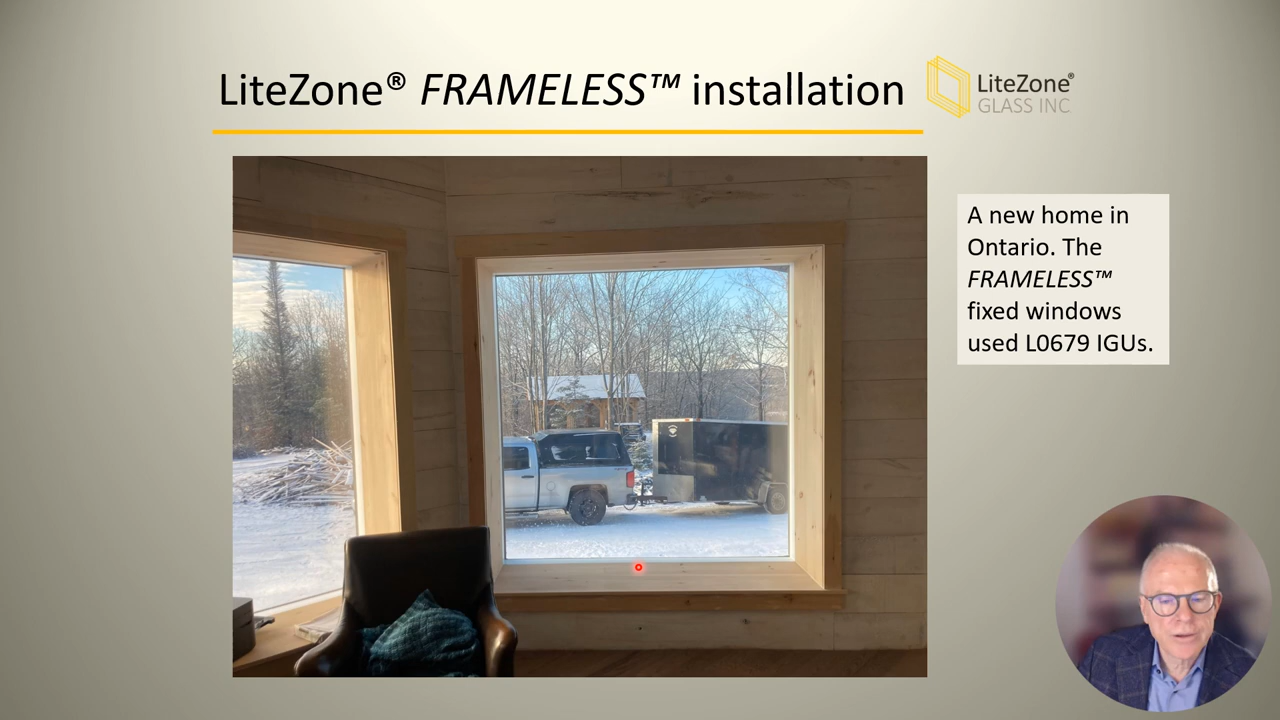 LiteZone® FRAMELESS™ installation
LiteZone®
GLASS INC
A new home in
Ontario. The
FRAMELESS™
fixed windows
used L0679 IGUs.